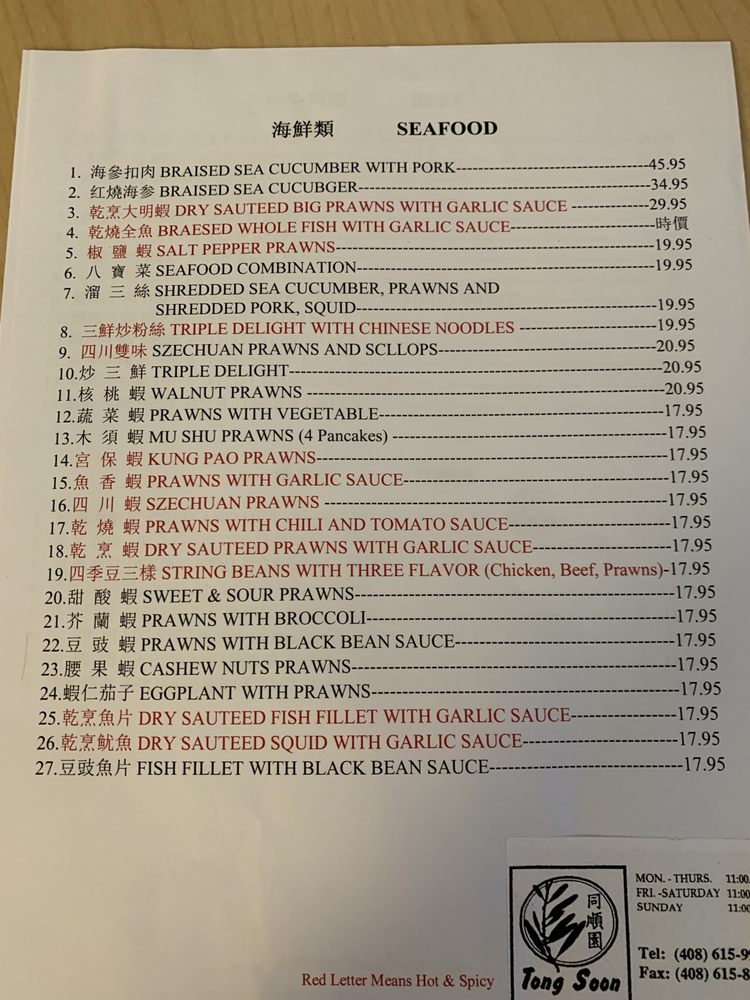 海鮮類 SEAFOOD
1. 海參扣肉 BRAISED SEA CUCUMBER WITH PORK-----45.95
2. 红燒海参 BRAISED SEA CUCUBGER-----34.95
3. 乾烹大明蝦 DRY SAUTEED BIG PRAWNS WITH GARLIC SAUCE -----29.95
4. 乾燒全魚 BRAESED WHOLE FISH WITH GARLIC SAUCE-----時價
5. 椒 鹽 蝦 SALT PEPPER PRAWNS-----19.95
6. 八 寶 菜 SEAFOOD COMBINATION-----19.95
7. 溜 三 絲 SHREDDED SEA CUCUMBER, PRAWNS AND
SHREDDED PORK, SQUID-----19.95
8. 三鮮炒粉絲 TRIPLE DELIGHT WITH CHINESE NOODLES -----19.95
9. 四川雙味 SZECHUAN PRAWNS AND SCLLOPS-----20.95
10.炒 三 鮮 TRIPLE DELIGHT-----20.95
11.核 桃 蝦 WALNUT PRAWNS -----20.95
12.蔬 菜 蝦 PRAWNS WITH VEGETABLE-----17.95
13.木 須 蝦 MU SHU PRAWNS (4 Pancakes) -----17.95
14.宮 保 蝦 KUNG PAO PRAWNS-----17.95
15.魚 香 蝦 PRAWNS WITH GARLIC SAUCE-----17.95
16.四 川 蝦 SZECHUAN PRAWNS -----17.95
17.乾 燒 蝦 PRAWNS WITH CHILI AND TOMATO SAUCE-----17.95
18.乾 烹 蝦 DRY SAUTEED PRAWNS WITH GARLIC SAUCE-----17.95
19.四季豆三樣 STRING BEANS WITH THREE FLAVOR (Chicken, Beef, Prawns)-17.95
20.甜 酸 蝦 SWEET & SOUR PRAWNS-----17.95
21.芥 蘭 蝦 PRAWNS WITH BROCCOLI-----17.95
22.豆 豉 蝦 PRAWNS WITH BLACK BEAN SAUCE-----17.95
23.腰 果 蝦 CASHEW NUTS PRAWNS-----17.95
24.蝦仁茄子 EGGPLANT WITH PRAWNS-----17.95
25.乾烹魚片 DRY SAUTEED FISH FILLET WITH GARLIC SAUCE-----17.95
26.乾烹魷魚 DRY SAUTEED SQUID WITH GARLIC SAUCE-----17.95
27.豆豉魚片 FISH FILLET WITH BLACK BEAN SAUCE-----17.95
Red Letter Means Hot & Spicy
同順園
Tong Soon
MON. - THURS. 11:00
FRI. -SATURDAY 11:00
SUNDAY 11:00
Tel: (408) 615-9
Fax: (408) 615-8